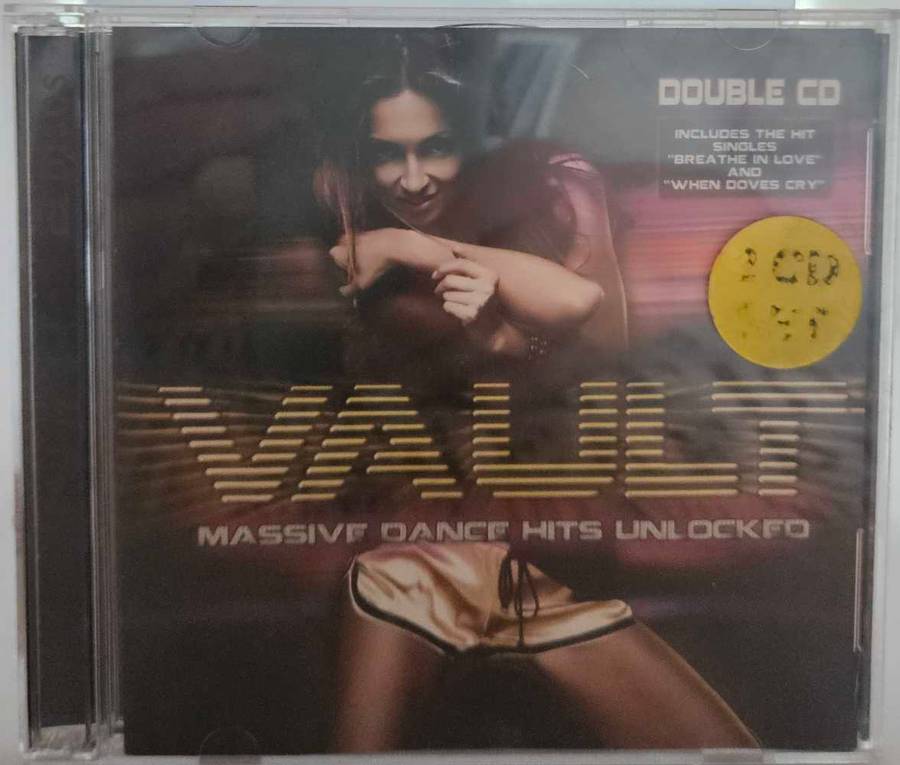 DOUBLE CD
INCLUDES THE HIT
SINGLES
"BREATHE IN LOVE"
AND
"WHEN DOVES CRY"
CD
VAULT
MASSIVE DANCE HITS UNLOCKED